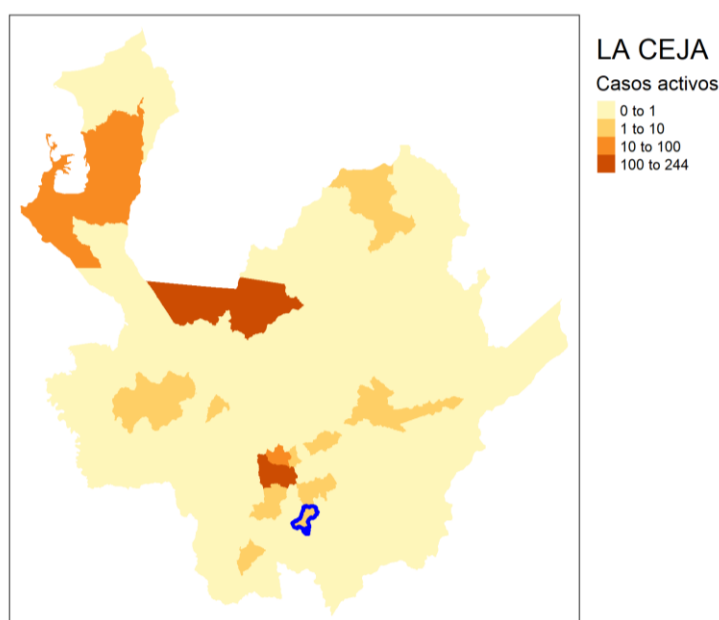 LA CEJA
Casos activos
0 to 1
1 to 10
10 to 100
100 to 244